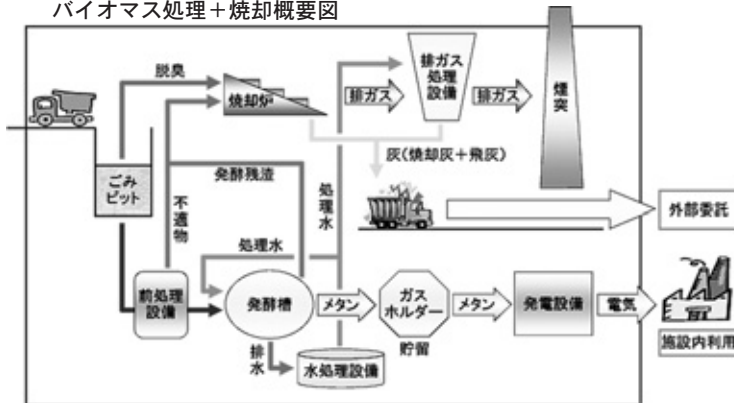 バイオマス処理＋焼却概要図
脱臭
焼却炉
排ガス
排ガス
処理
設備
排ガス
煙突
灰(焼却灰＋飛灰)
ごみ
ピット
不適物
発酵残渣
処理水
処理水
外部委託
前処理
設備
発酵槽
メタン
ガス
ホルダー
メタン
発電設備
電気
貯留
排水
水処理設備
施設内利用